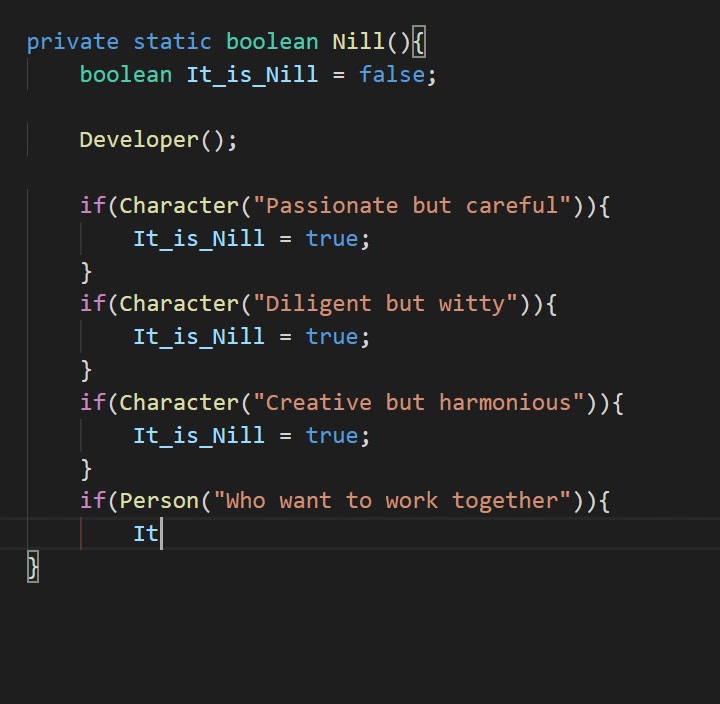 private static boolean Nill(){
    boolean It_is_Nill = false;

    Developer();

    if(Character("Passionate but careful")){
        It_is_Nill = true;
    }
    if(Character("Diligent but witty")){
        It_is_Nill = true;
    }
    if(Character("Creative but harmonious")){
        It_is_Nill = true;
    }
    if(Person("Who want to work together")){
        It
}